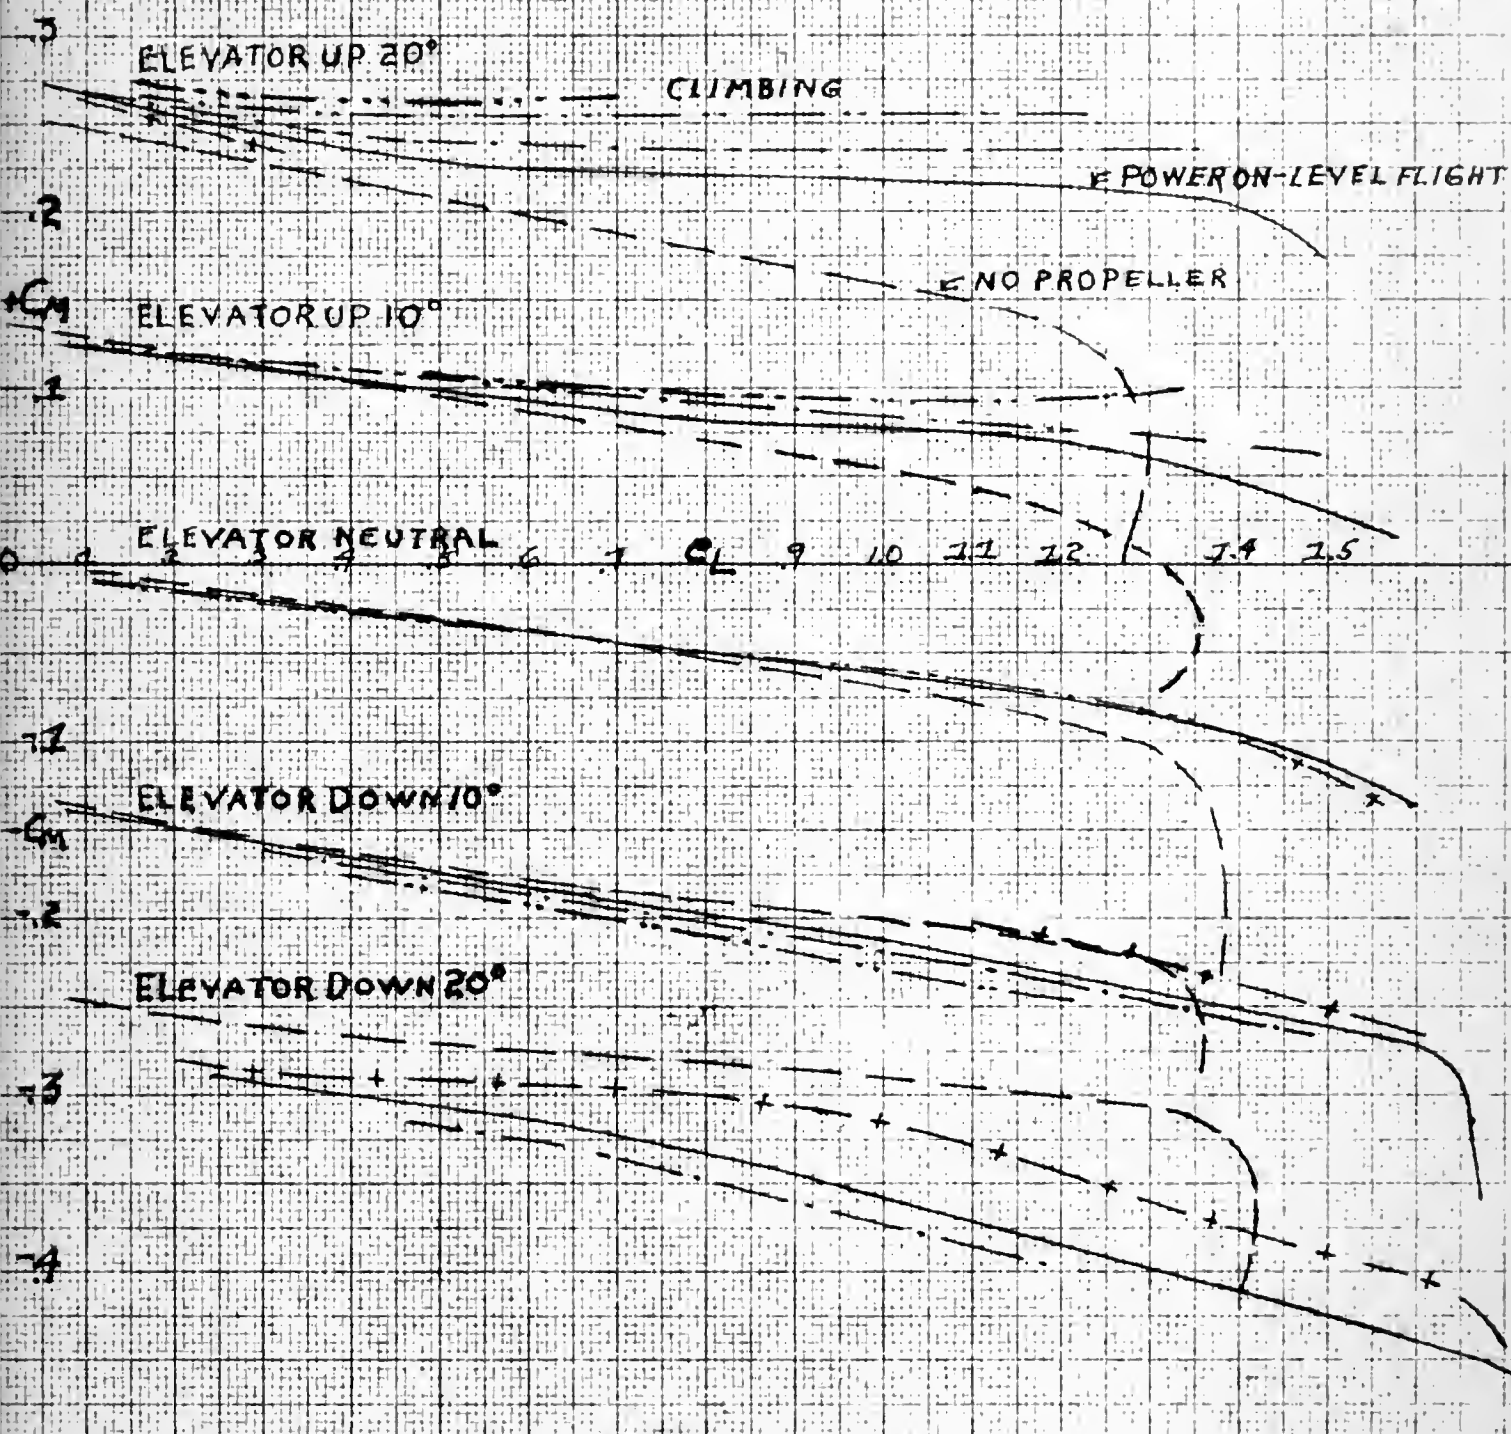 .3
ELEVATOR UP 20°
CLIMBING
POWER ON-LEVEL FLIGHT
.2
NO PROPELLER
+CM
ELEVATOR UP 10°
.1
ELEVATOR NEUTRAL
0 .1 .2 .3 .4 .5 .6 .7 CL .9 1.0 1.1 1.2 1.4 1.5
-.1
ELEVATOR DOWN 10°
-CM
-.2
ELEVATOR DOWN 20°
-.3
-.4